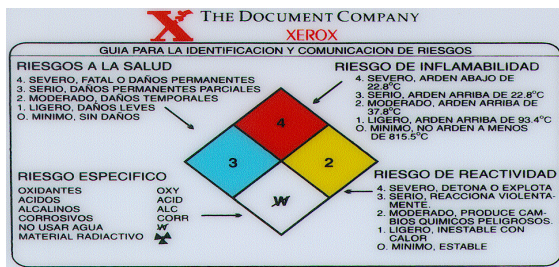 THE DOCUMENT COMPANY
XEROX
GUIA PARA LA IDENTIFICACION Y COMUNICACION DE RIESGOS
RIESGOS A LA SALUD
4. SEVERO, FATAL O DAÑOS PERMANENTES
3. SERIO, DAÑOS PERMANENTES PARCIALES
2. MODERADO, DAÑOS TEMPORALES
1. LIGERO, DAÑOS LEVES
O. MINIMO, SIN DAÑOS
RIESGO DE INFLAMABILIDAD
4. SEVERO, ARDEN ABAJO DE
22.8°C
3. SERIO, ARDEN ARRIBA DE 22.8°C
2. MODERADO, ARDEN ARRIBA DE
37.8°C
1. LIGERO, ARDEN ARRIBA DE 93.4°C
O. MINIMO, NO ARDEN A MENOS
DE 815.5°C
4
3
2
W
RIESGO ESPECIFICO
OXIDANTES OXY
ACIDOS ACID
ALCALINOS ALC
CORROSIVOS CORR
NO USAR AGUA W
MATERIAL RADIACTIVO
RIESGO DE REACTIVIDAD
4. SEVERO, DETONA O EXPLOTA
3. SERIO, REACCIONA VIOLENTA-
MENTE.
2. MODERADO, PRODUCE CAM-
BIOS QUIMICOS PELIGROSOS.
1. LIGERO, INESTABLE CON
CALOR
O. MINIMO, ESTABLE